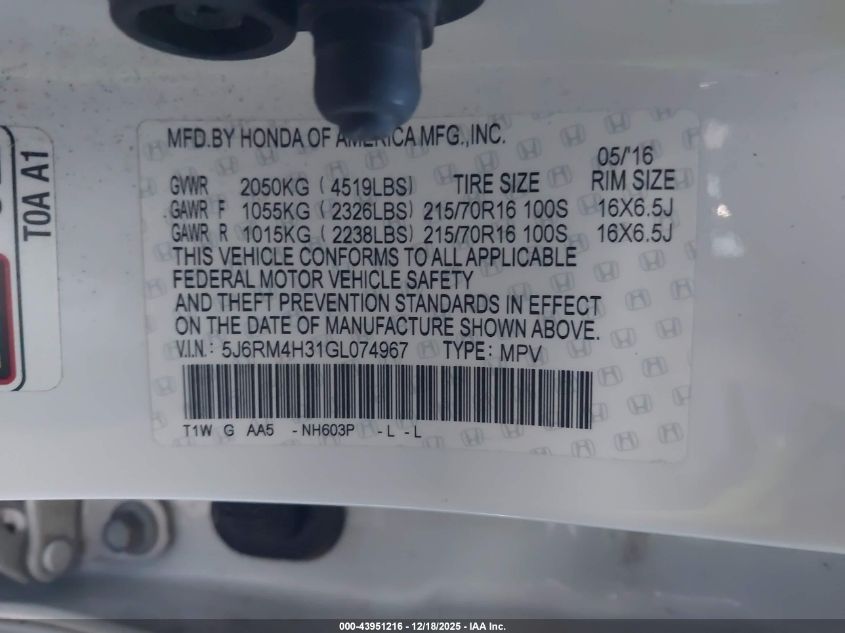 MFD.BY HONDA OF AMERICA MFG.,INC.
05/'16
GVWR 2050KG ( 4519LBS) TIRE SIZE RIM SIZE
GAWR F 1055KG ( 2326LBS) 215/70R16 100S 16X6.5J
GAWR R 1015KG ( 2238LBS) 215/70R16 100S 16X6.5J
THIS VEHICLE CONFORMS TO ALL APPLICABLE
FEDERAL MOTOR VEHICLE SAFETY
AND THEFT PREVENTION STANDARDS IN EFFECT
ON THE DATE OF MANUFACTURE SHOWN ABOVE.
V.I.N.: 5J6RM4H31GL074967 TYPE: MPV
T1W G AA5 -NH603P -L -L
T0A A1
000-43951216 - 12/18/2025 - IAA Inc.